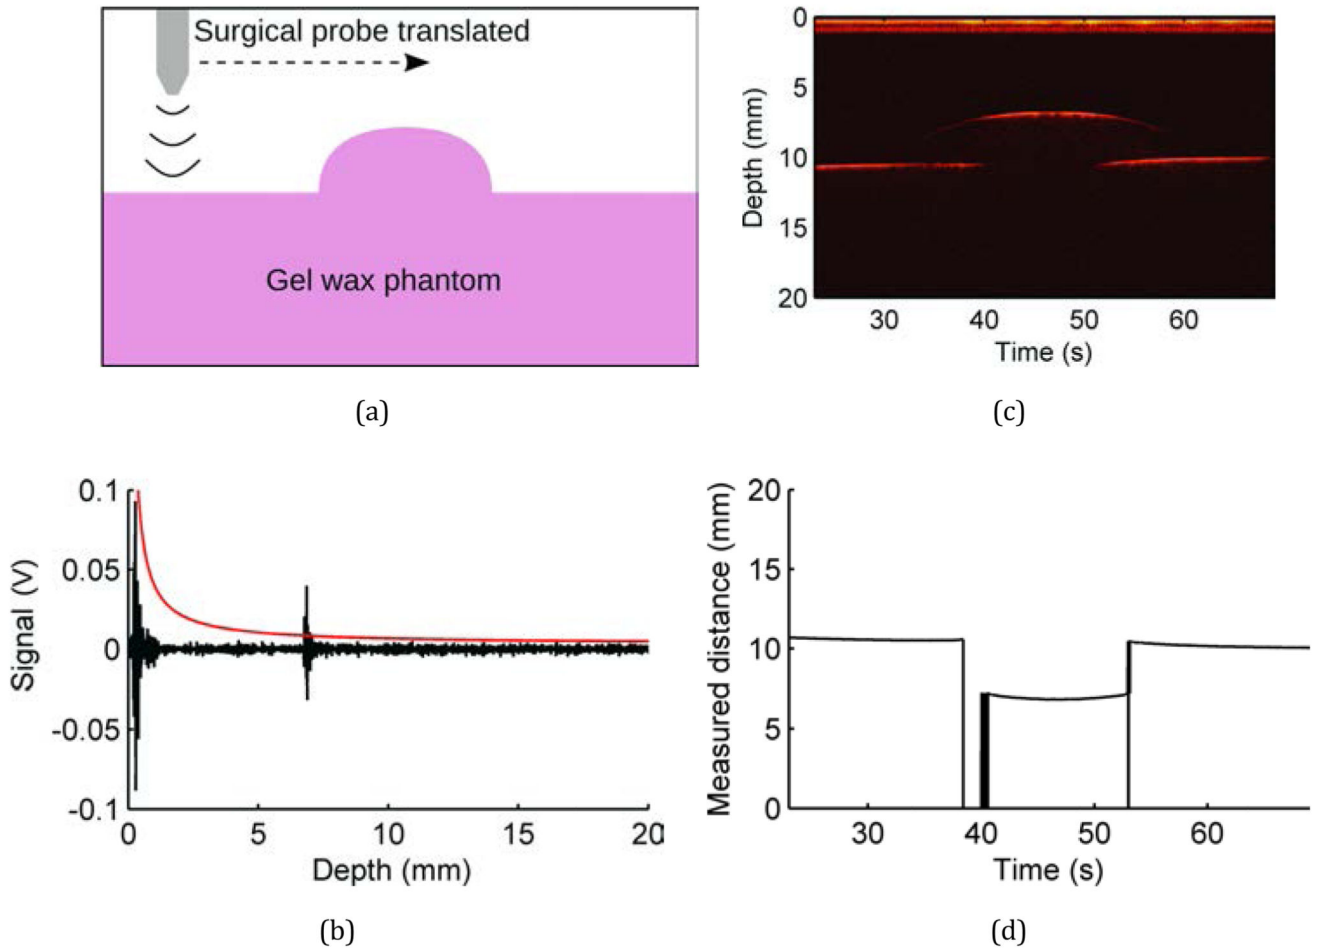 Surgical probe translated
Gel wax phantom
(a)
0
5
10
15
20
Depth (mm)
30 40 50 60
Time (s)
(c)
0.1
0.05
0
-0.05
-0.1
Signal (V)
0 5 10 15 20
Depth (mm)
(b)
20
15
10
5
0
Measured distance (mm)
30 40 50 60
Time (s)
(d)